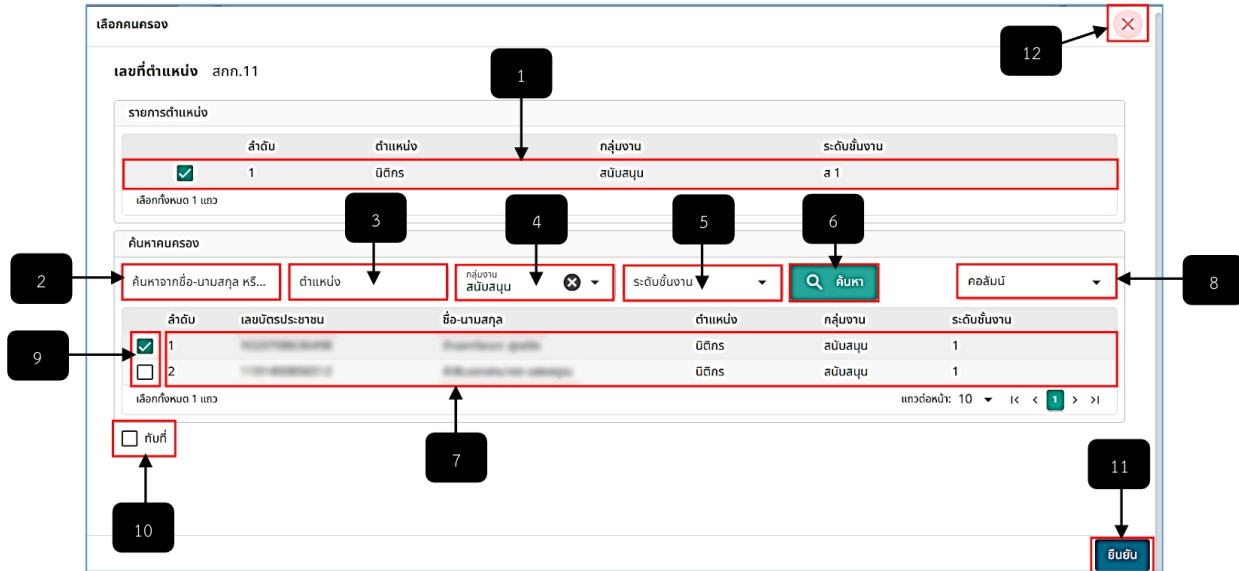 เลือกคนครอง
12
เลขที่ตำแหน่ง สกก.11
1
รายการตำแหน่ง
ลำดับ ตำแหน่ง กลุ่มงาน ระดับชั้นงาน
1 นิติกร สนับสนุน ส 1
เลือกทั้งหมด 1 แถว
3 4 5 6
ค้นหาคนครอง
2 ค้นหาจากชื่อ-นามสกุล หรื... ตำแหน่ง กลุ่มงาน สนับสนุน ระดับชั้นงาน ค้นหา คอลัมน์ 8
ลำดับ เลขบัตรประชาชน ชื่อ-นามสกุล ตำแหน่ง กลุ่มงาน ระดับชั้นงาน
9 1 นิติกร สนับสนุน 1
2 นิติกร สนับสนุน 1
เลือกทั้งหมด 1 แถว แถวต่อหน้า: 10 1
ทับที่
7
11
10
ยืนยัน